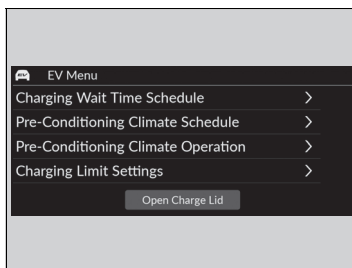 EV
EV Menu
Charging Wait Time Schedule
Pre-Conditioning Climate Schedule
Pre-Conditioning Climate Operation
Charging Limit Settings
Open Charge Lid